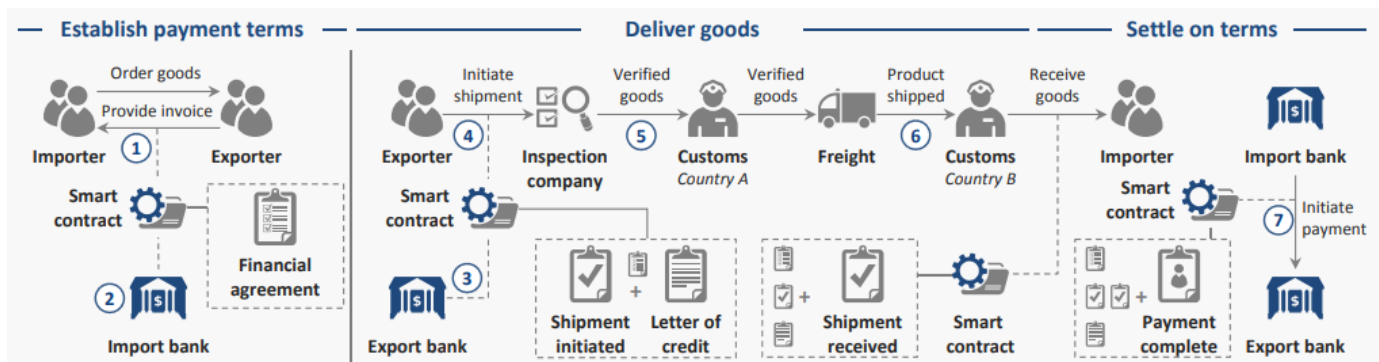 Establish payment terms
Deliver goods
Settle on terms
Order goods
Provide invoice
1
Importer
Exporter
Smart
contract
Financial
agreement
2
$
Import bank
Initiate
shipment
4
Exporter
Inspection
company
Verified
goods
5
Customs
Country A
Verified
goods
Freight
Product
shipped
6
Customs
Country B
Receive
goods
Importer
Smart
contract
3
$
Export bank
+
Shipment
initiated
Letter of
credit
+
Shipment
received
Smart
contract
$
Import bank
Smart
contract
7
Initiate
payment
+
Payment
complete
$
Export bank